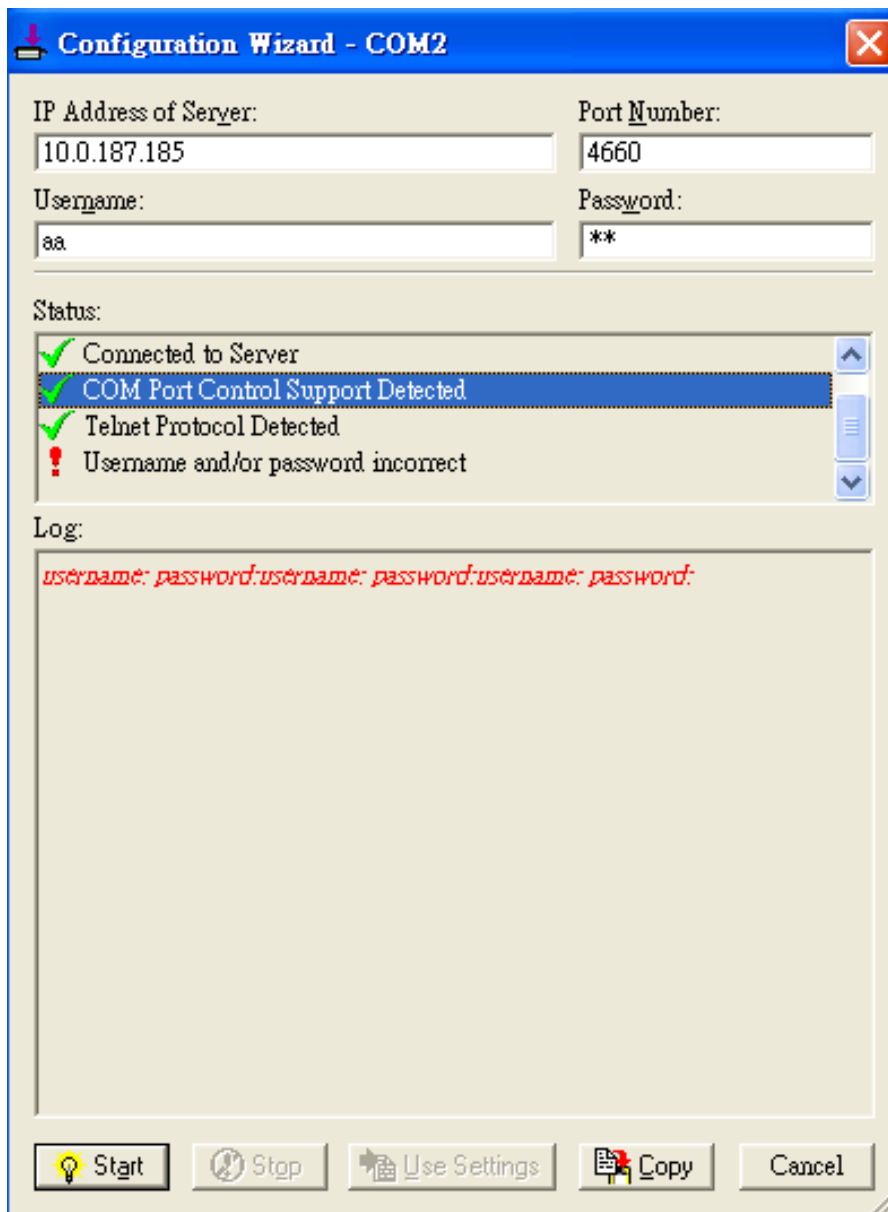 Configuration Wizard - COM2
IP Address of Server: Port Number:
10.0.187.185 4660
Username: Password:
aa **
Status:
Connected to Server
COM Port Control Support Detected
Telnet Protocol Detected
Username and/or password incorrect
Log:
username: password:username: password:username: password:
Start Stop Use Settings Copy Cancel